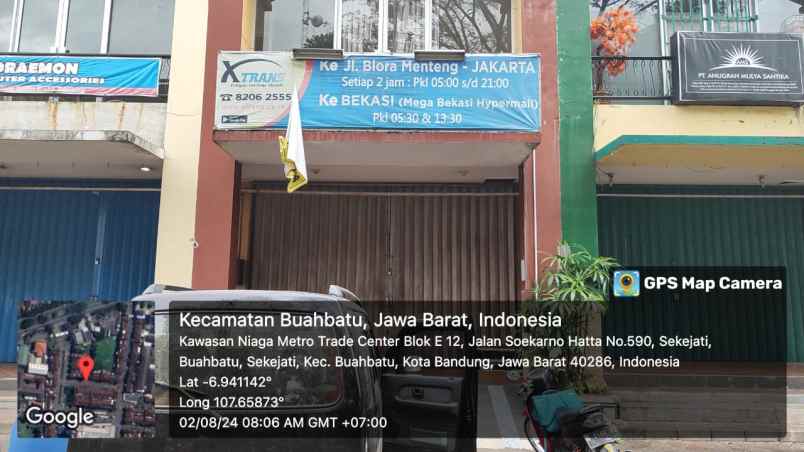 ORAEMON
UTER ACCESSORIES
XTRANS
8206 2555
Ke Jl. Blora Menteng - JAKARTA
Setiap 2 jam : Pkl 05:00 s/d 21:00
Ke BEKASI (Mega Bekasi Hypermall)
Pkl 05:30 & 13:30
PT. ANUGRAH MULYA SANTIKA
GPS Map Camera
Kecamatan Buahbatu, Jawa Barat, Indonesia
Kawasan Niaga Metro Trade Center Blok E 12, Jalan Soekarno Hatta No.590, Sekejati,
Buahbatu, Sekejati, Kec. Buahbatu, Kota Bandung, Jawa Barat 40286, Indonesia
Lat -6.941142°
Long 107.65873°
02/08/24 08:06 AM GMT +07:00
Google